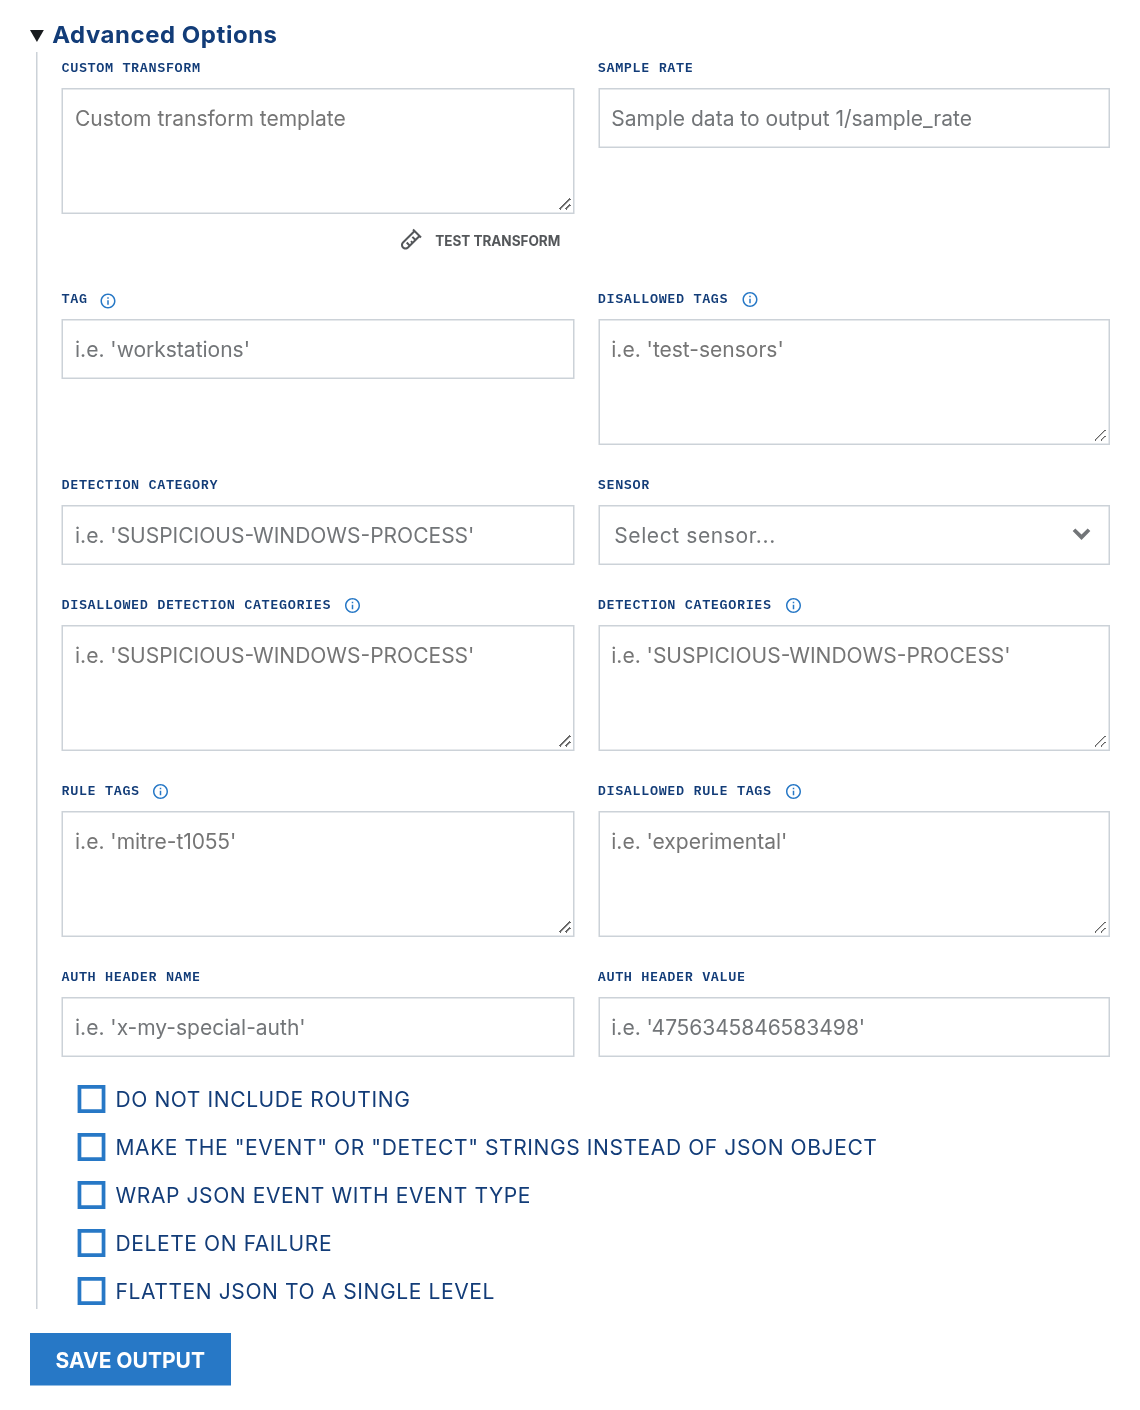 Advanced Options
CUSTOM TRANSFORM
SAMPLE RATE
Custom transform template
Sample data to output 1/sample_rate
TEST TRANSFORM
TAG
DISALLOWED TAGS
i.e. 'workstations'
i.e. 'test-sensors'
DETECTION CATEGORY
SENSOR
i.e. 'SUSPICIOUS-WINDOWS-PROCESS'
Select sensor...
DISALLOWED DETECTION CATEGORIES
DETECTION CATEGORIES
i.e. 'SUSPICIOUS-WINDOWS-PROCESS'
i.e. 'SUSPICIOUS-WINDOWS-PROCESS'
RULE TAGS
DISALLOWED RULE TAGS
i.e. 'mitre-t1055'
i.e. 'experimental'
AUTH HEADER NAME
AUTH HEADER VALUE
i.e. 'x-my-special-auth'
i.e. '4756345846583498'
DO NOT INCLUDE ROUTING
MAKE THE "EVENT" OR "DETECT" STRINGS INSTEAD OF JSON OBJECT
WRAP JSON EVENT WITH EVENT TYPE
DELETE ON FAILURE
FLATTEN JSON TO A SINGLE LEVEL
SAVE OUTPUT